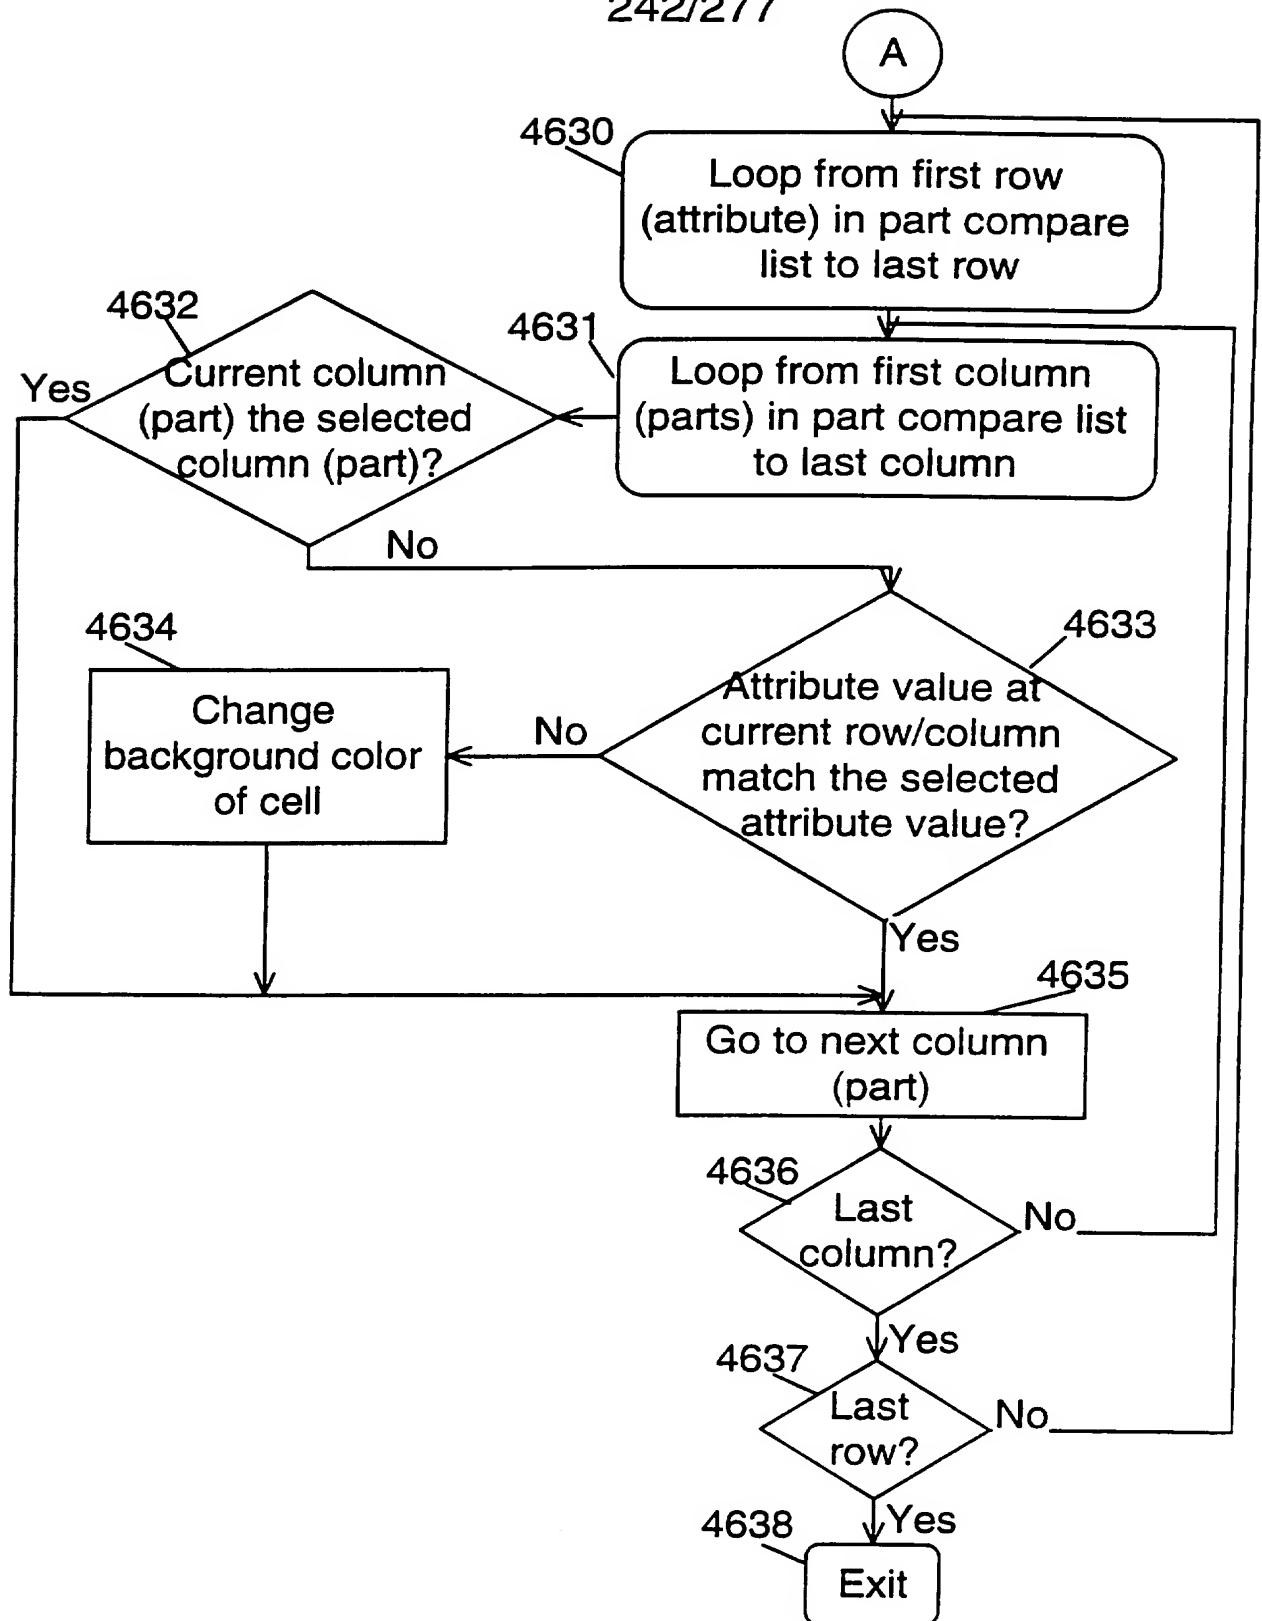 242/277
A
4630
Loop from first row
(attribute) in part compare
list to last row
4632
4631
Yes
Current column
(part) the selected
column (part)?
Loop from first column
(parts) in part compare list
to last column
No
4634
4633
Change
background color
of cell
No
Attribute value at
current row/column
match the selected
attribute value?
Yes
4635
Go to next column
(part)
4636
Last
column?
No
Yes
4637
Last
row?
No
Yes
4638
Exit